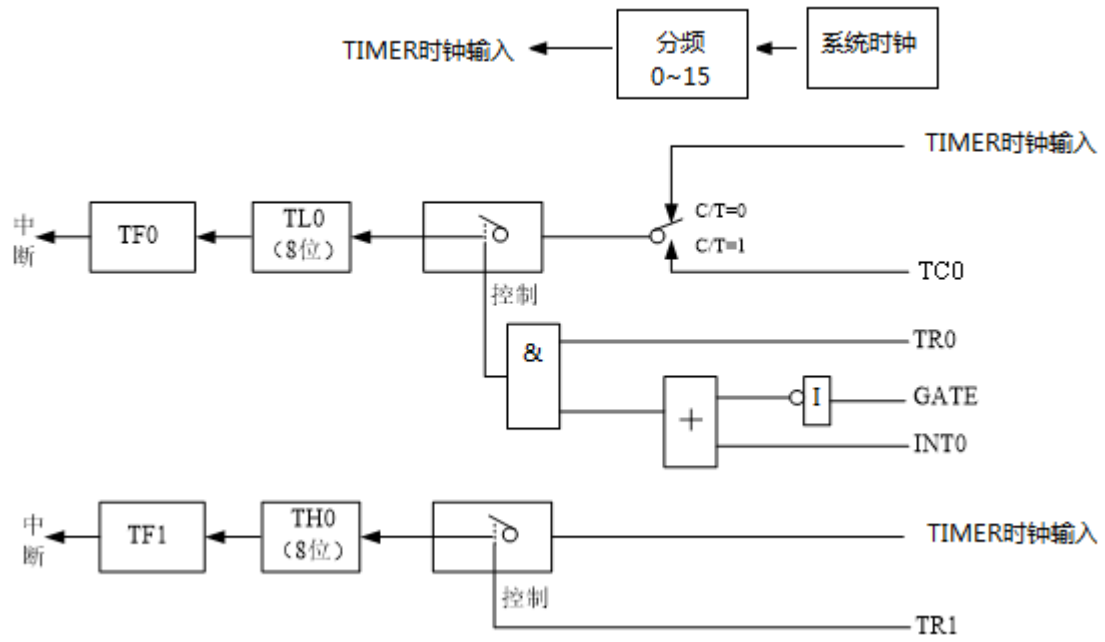 TIMER时钟输入
分频
0~15
系统时钟
TIMER时钟输入
C/T=0
C/T=1
TC0
中
断
TF0
TL0
（8位）
控制
&
TR0
+
I
GATE
INT0
中
断
TF1
TH0
（8位）
控制
TIMER时钟输入
TR1